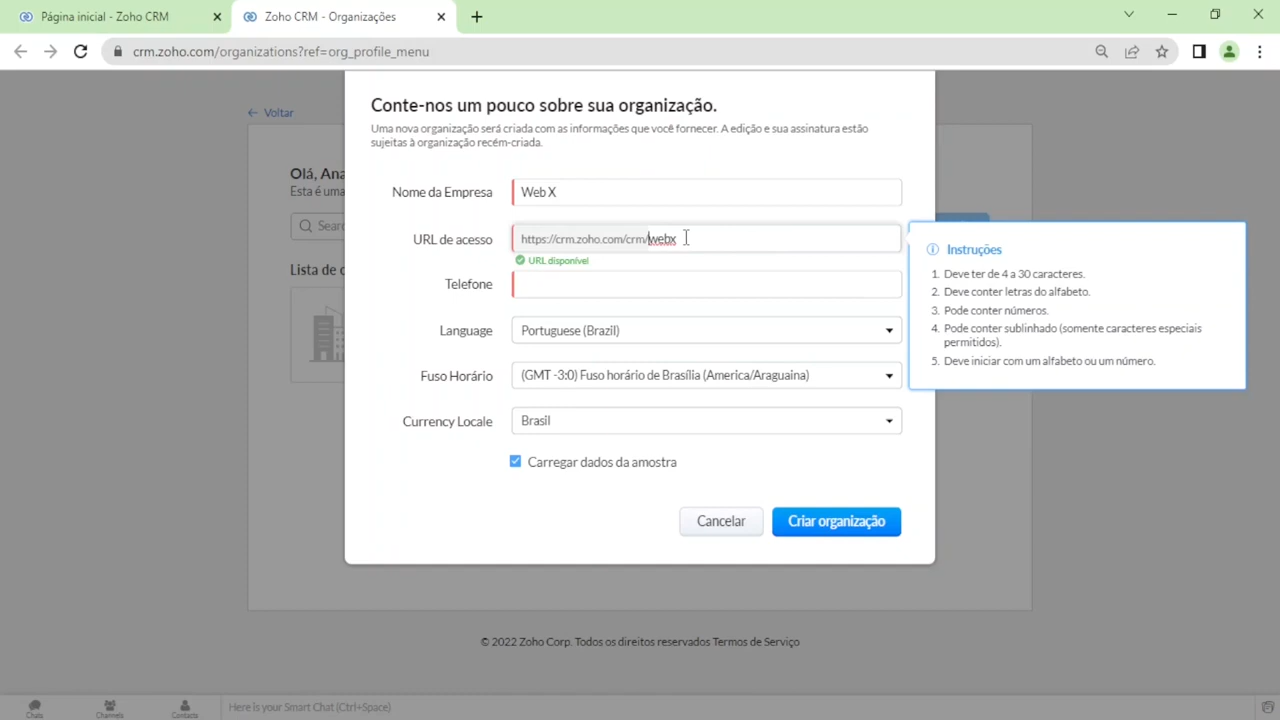 Página inicial - Zoho CRM
Zoho CRM - Organizações
crm.zoho.com/organizations?ref=org_profile_menu
Voltar
Olá, Ana
Esta é uma
Sear
Lista de o
Conte-nos um pouco sobre sua organização.
Uma nova organização será criada com as informações que você fornecer. A edição e sua assinatura estão
sujeitas à organização recém-criada.
Nome da Empresa
Web X
URL de acesso
https://crm.zoho.com/crm/webx
URL disponível
Telefone
Language
Portuguese (Brazil)
Fuso Horário
(GMT -3:0) Fuso horário de Brasília (America/Araguaina)
Currency Locale
Brasil
Carregar dados da amostra
Cancelar
Criar organização
Instruções
1. Deve ter de 4 a 30 caracteres.
2. Deve conter letras do alfabeto.
3. Pode conter números.
4. Pode conter sublinhado (somente caracteres especiais
permitidos).
5. Deve iniciar com um alfabeto ou um número.
© 2022 Zoho Corp. Todos os direitos reservados Termos de Serviço
Chats
Channels
Contacts
Here is your Smart Chat (Ctrl+Space)